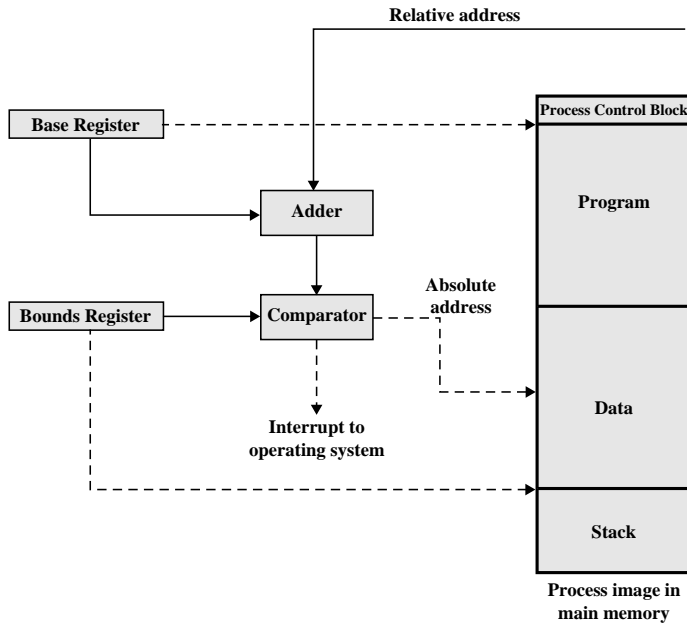 Relative address
Process Control Block
Base Register
Program
Adder
Absolute
address
Bounds Register
Comparator
Data
Interrupt to
operating system
Stack
Process image in
main memory